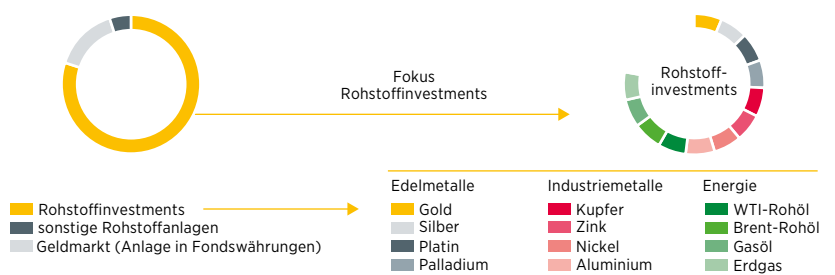 Fokus
Rohstoffinvestments
Rohstoff-
investments
Rohstoffinvestments
sonstige Rohstoffanlagen
Geldmarkt (Anlage in Fondswährungen)
Edelmetalle
Gold
Silber
Platin
Palladium
Industriemetalle
Kupfer
Zink
Nickel
Aluminium
Energie
WTI-Rohöl
Brent-Rohöl
Gasöl
Erdgas